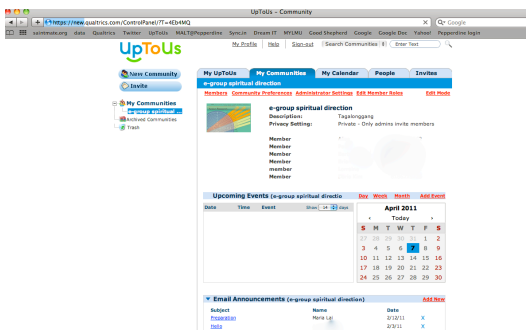 UpToUs - Community
https://new.qualtrics.com/ControlPanel/?T=4Eb4MQ
Google
saintmate.org data Qualtrics Twitter UpToUs MALT@Pepperdine Sync.in Dream IT MYLMU Good Shepherd Google Google Doc Yahoo! Pepperdine login
UpToUs
My Profile | Help | Sign-out Search Communities Enter Text
New Community
Invite
My Communities
e-group spiritual ...
Archived Communities
Trash
My UpToUs My Communities My Calendar People Invites
e-group spiritual direction
Members Community Preferences Administrator Settings Edit Member Roles Edit Mode
e-group spiritual direction
Description: Tagalonggang
Privacy Setting: Private - Only admins invite members
Member
Member
Member
Member
member
Member
Upcoming Events (e-group spiritual directio
Day Week Month Add Event
Date Time Event Show 14 days
April 2011
‹ Today ›
S M T W T F S
27 28 29 30 31 1 2
3 4 5 6 7 8 9
10 11 12 13 14 15 16
17 18 19 20 21 22 23
24 25 26 27 28 29 30
Email Announcements (e-group spiritual direction) Add New
Subject Name Date
Preparation Maria Lai 2/12/11 X
Hello 2/3/11 X